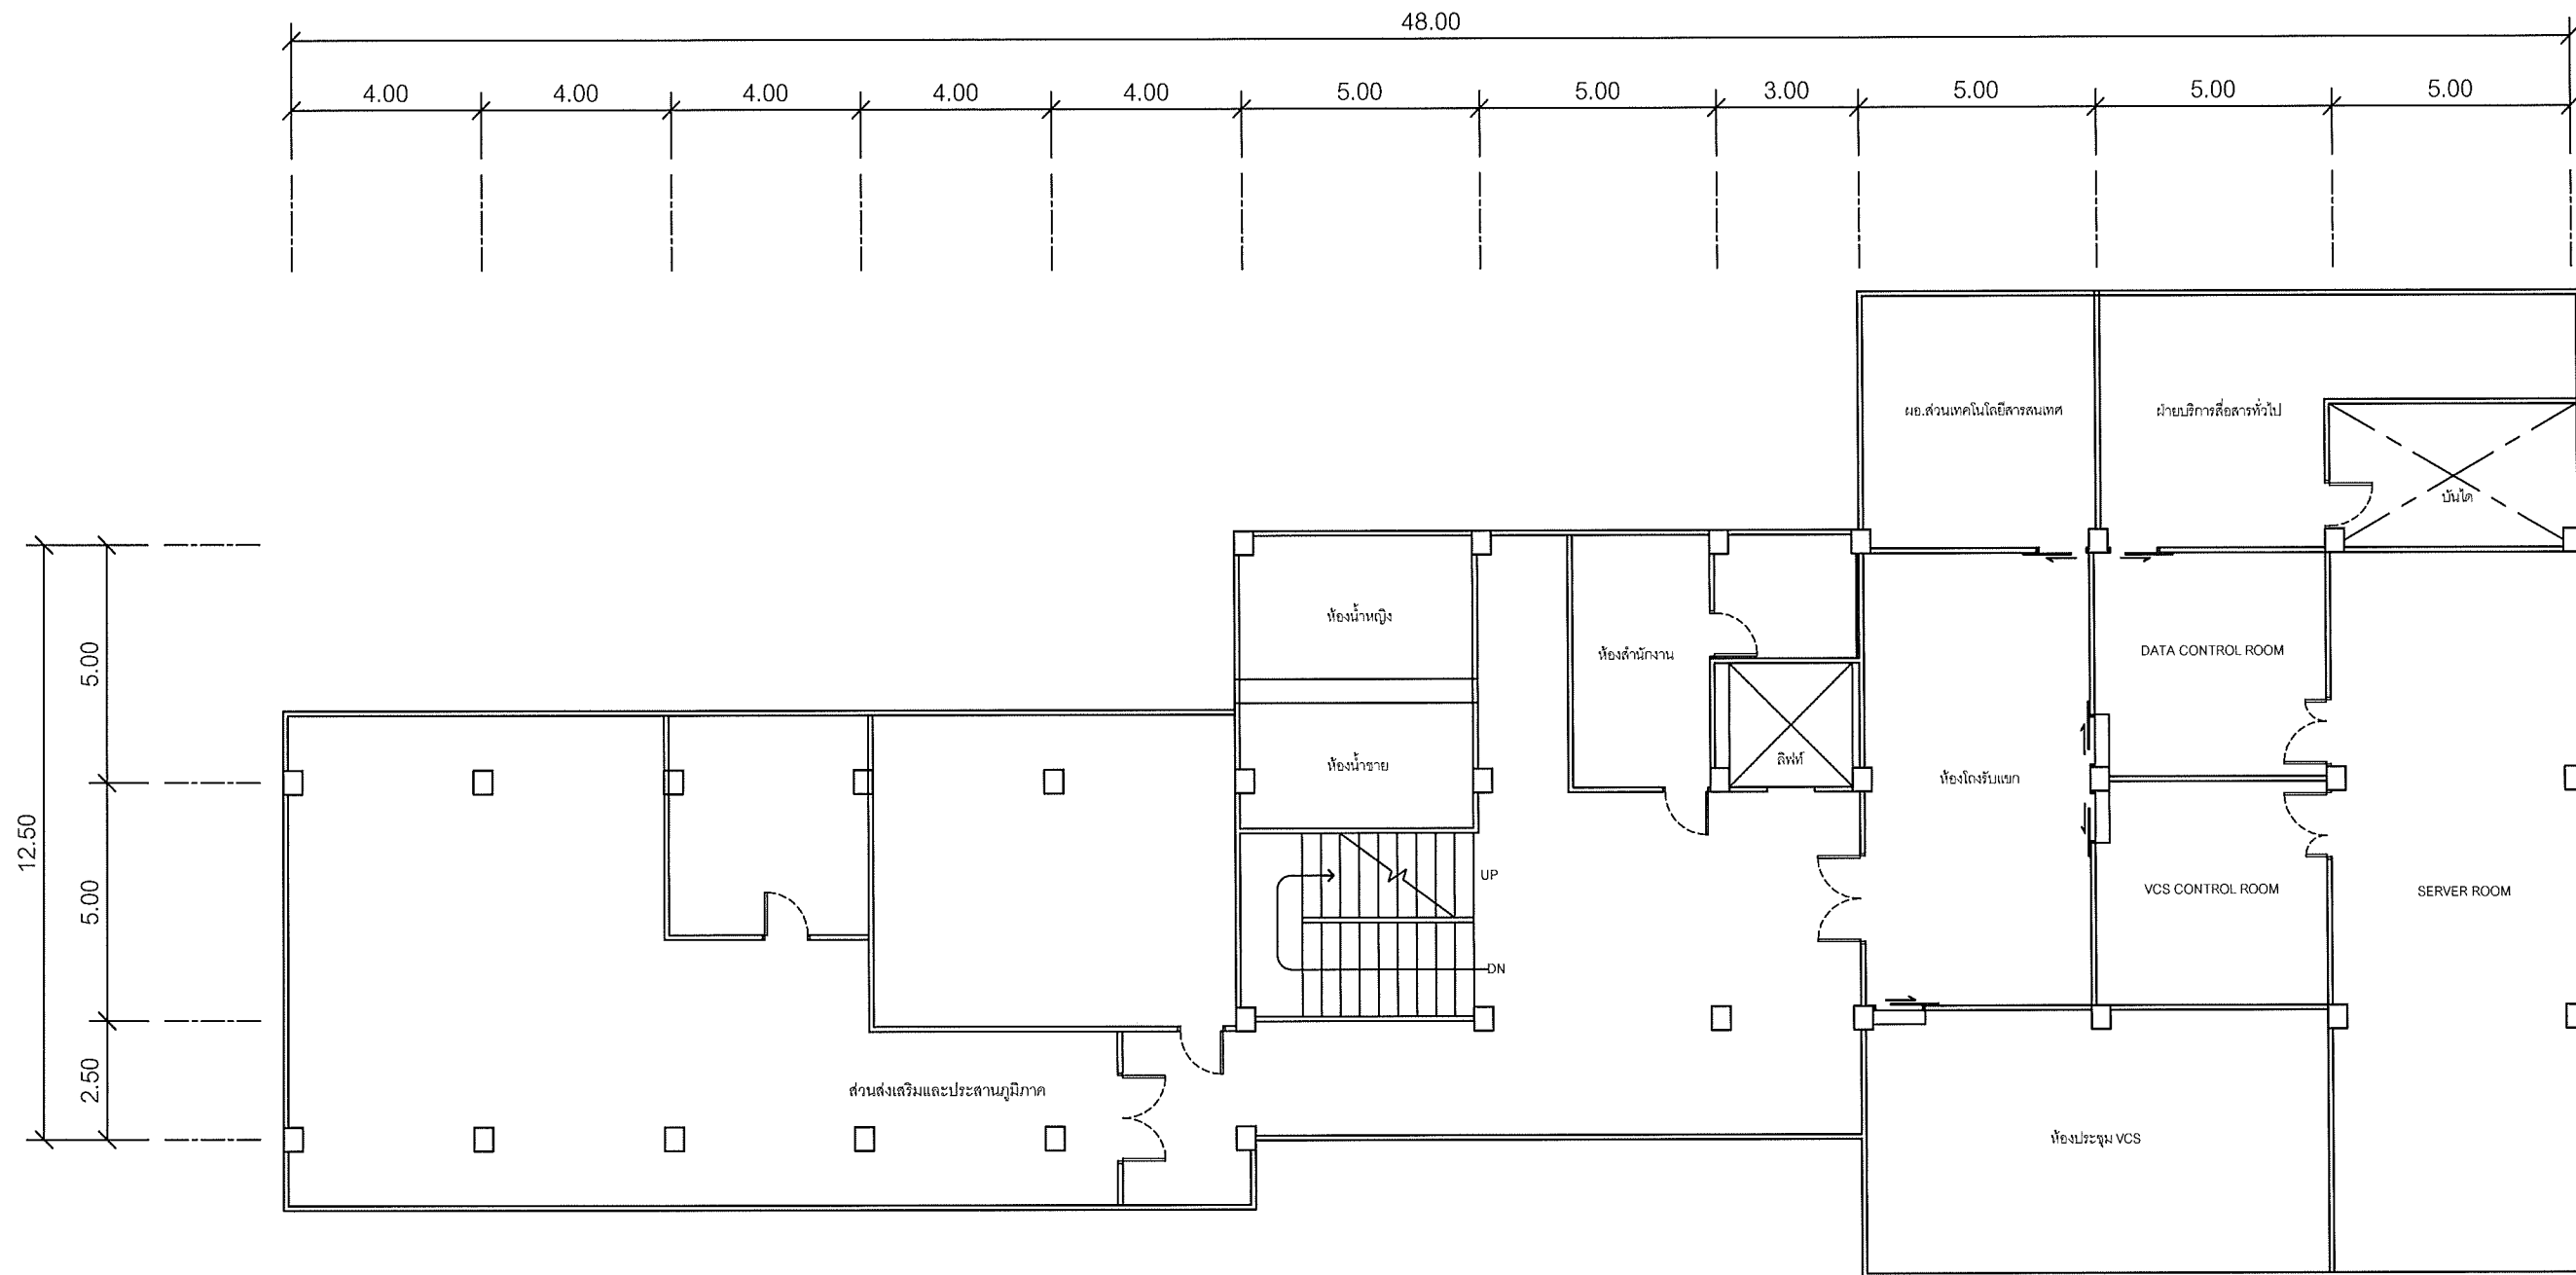 48.00
4.00 4.00 4.00 4.00 4.00 5.00 5.00 3.00 5.00 5.00 5.00
ผอ.ส่วนเทคโนโลยีสารสนเทศ
ฝ่ายบริการสื่อสารทั่วไป
บันได
ห้องน้ำหญิง
ห้องสำนักงาน
DATA CONTROL ROOM
5.00
ห้องน้ำชาย
ลิฟท์
ห้องโถงรับแขก
12.50
UP
5.00
VCS CONTROL ROOM
SERVER ROOM
DN
2.50
ส่วนส่งเสริมและประสานภูมิภาค
ห้องประชุม VCS